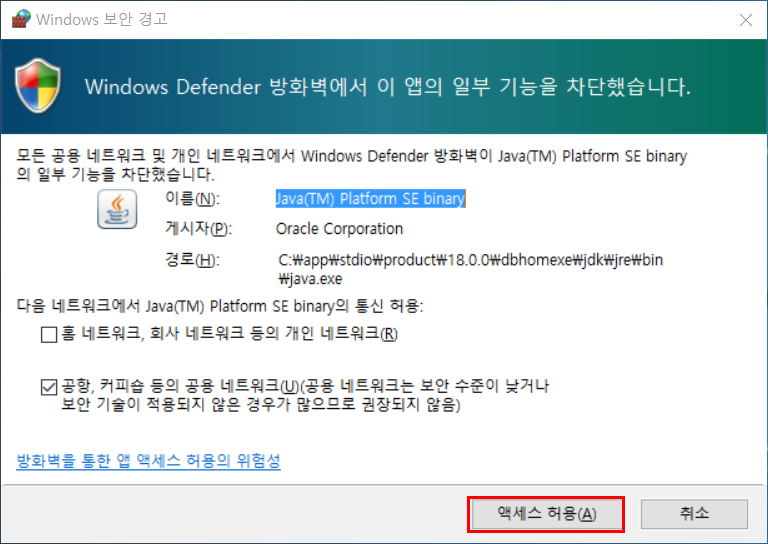 Windows 보안 경고
Windows Defender 방화벽에서 이 앱의 일부 기능을 차단했습니다.
모든 공용 네트워크 및 개인 네트워크에서 Windows Defender 방화벽이 Java(TM) Platform SE binary
의 일부 기능을 차단했습니다.
이름(N): Java(TM) Platform SE binary
게시자(P): Oracle Corporation
경로(H): C:₩app₩stdio₩product₩18.0.0₩dbhomexe₩jdk₩jre₩bin
₩java.exe
다음 네트워크에서 Java(TM) Platform SE binary의 통신 허용:
홈 네트워크, 회사 네트워크 등의 개인 네트워크(R)
공항, 커피숍 등의 공용 네트워크(U)(공용 네트워크는 보안 수준이 낮거나
보안 기술이 적용되지 않은 경우가 많으므로 권장되지 않음)
방화벽을 통한 앱 액세스 허용의 위험성
액세스 허용(A) 취소